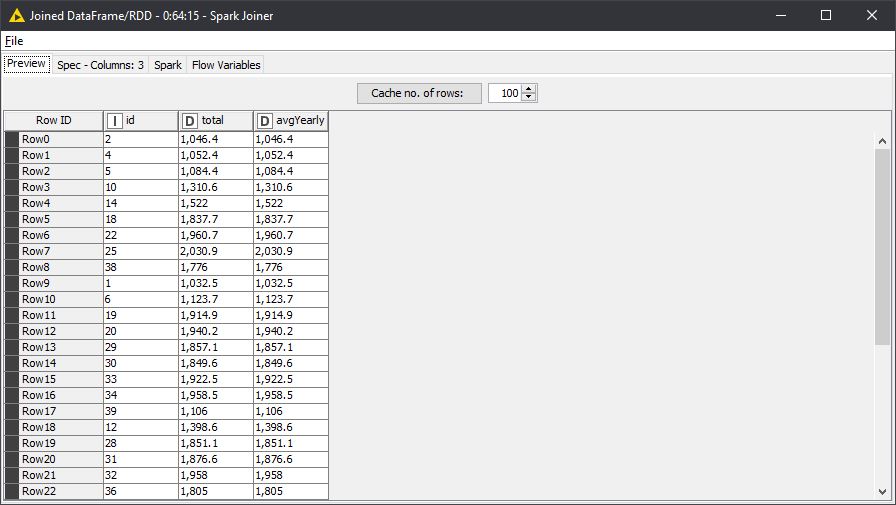 Joined DataFrame/RDD - 0:64:15 - Spark Joiner
File
Preview Spec - Columns: 3 Spark Flow Variables
Cache no. of rows: 100
Row ID I id D total D avgYearly
Row0 2 1,046.4 1,046.4
Row1 4 1,052.4 1,052.4
Row2 5 1,084.4 1,084.4
Row3 10 1,310.6 1,310.6
Row4 14 1,522 1,522
Row5 18 1,837.7 1,837.7
Row6 22 1,960.7 1,960.7
Row7 25 2,030.9 2,030.9
Row8 38 1,776 1,776
Row9 1 1,032.5 1,032.5
Row10 6 1,123.7 1,123.7
Row11 19 1,914.9 1,914.9
Row12 20 1,940.2 1,940.2
Row13 29 1,857.1 1,857.1
Row14 30 1,849.6 1,849.6
Row15 33 1,922.5 1,922.5
Row16 34 1,958.5 1,958.5
Row17 39 1,106 1,106
Row18 12 1,398.6 1,398.6
Row19 28 1,851.1 1,851.1
Row20 31 1,876.6 1,876.6
Row21 32 1,958 1,958
Row22 36 1,805 1,805